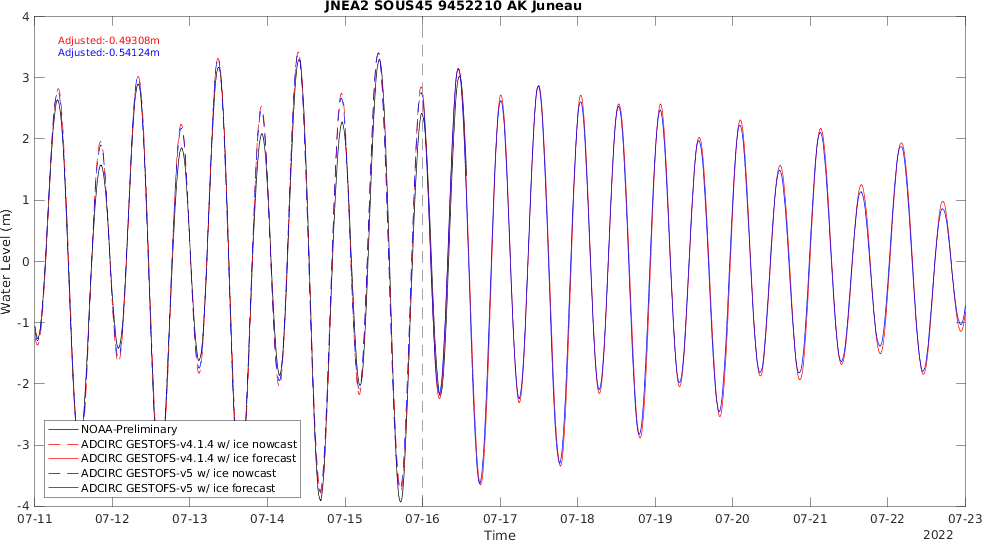 JNEA2 SOUS45 9452210 AK Juneau
Adjusted:-0.49308m
Adjusted:-0.54124m
Water Level (m)
4
3
2
1
0
-1
-2
-3
-4
NOAA-Preliminary
ADCIRC GESTOFS-v4.1.4 w/ ice nowcast
ADCIRC GESTOFS-v4.1.4 w/ ice forecast
ADCIRC GESTOFS-v5 w/ ice nowcast
ADCIRC GESTOFS-v5 w/ ice forecast
07-11 07-12 07-13 07-14 07-15 07-16 07-17 07-18 07-19 07-20 07-21 07-22 07-23
Time
2022